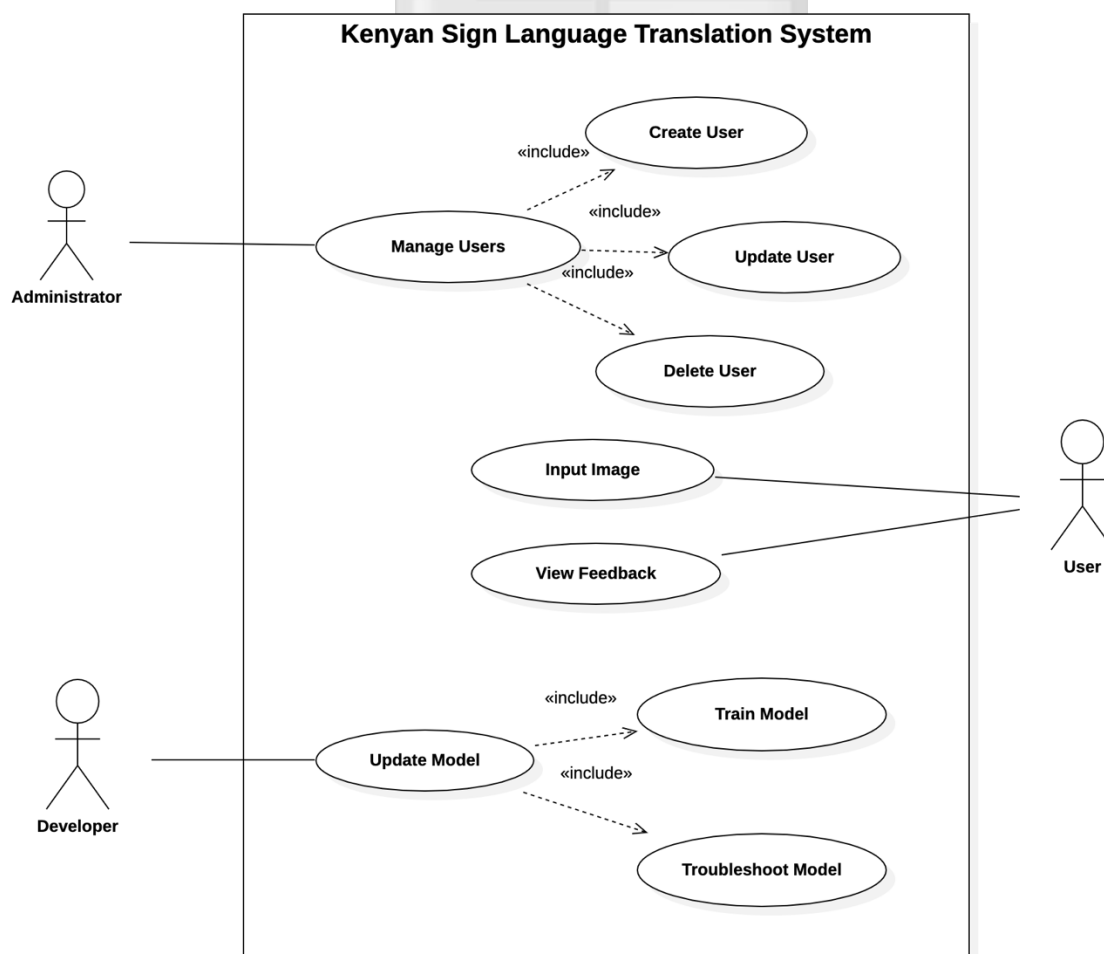 Kenyan Sign Language Translation System
Create User
«include»
«include»
Manage Users
Update User
«include»
Administrator
Delete User
Input Image
View Feedback
User
«include»
Train Model
Update Model
«include»
Developer
Troubleshoot Model